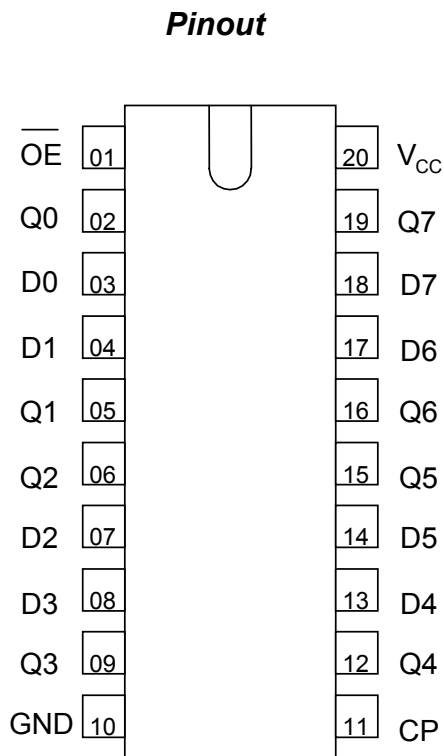 Pinout
OE 01 20 VCC
Q0 02 19 Q7
D0 03 18 D7
D1 04 17 D6
Q1 05 16 Q6
Q2 06 15 Q5
D2 07 14 D5
D3 08 13 D4
Q3 09 12 Q4
GND 10 11 CP